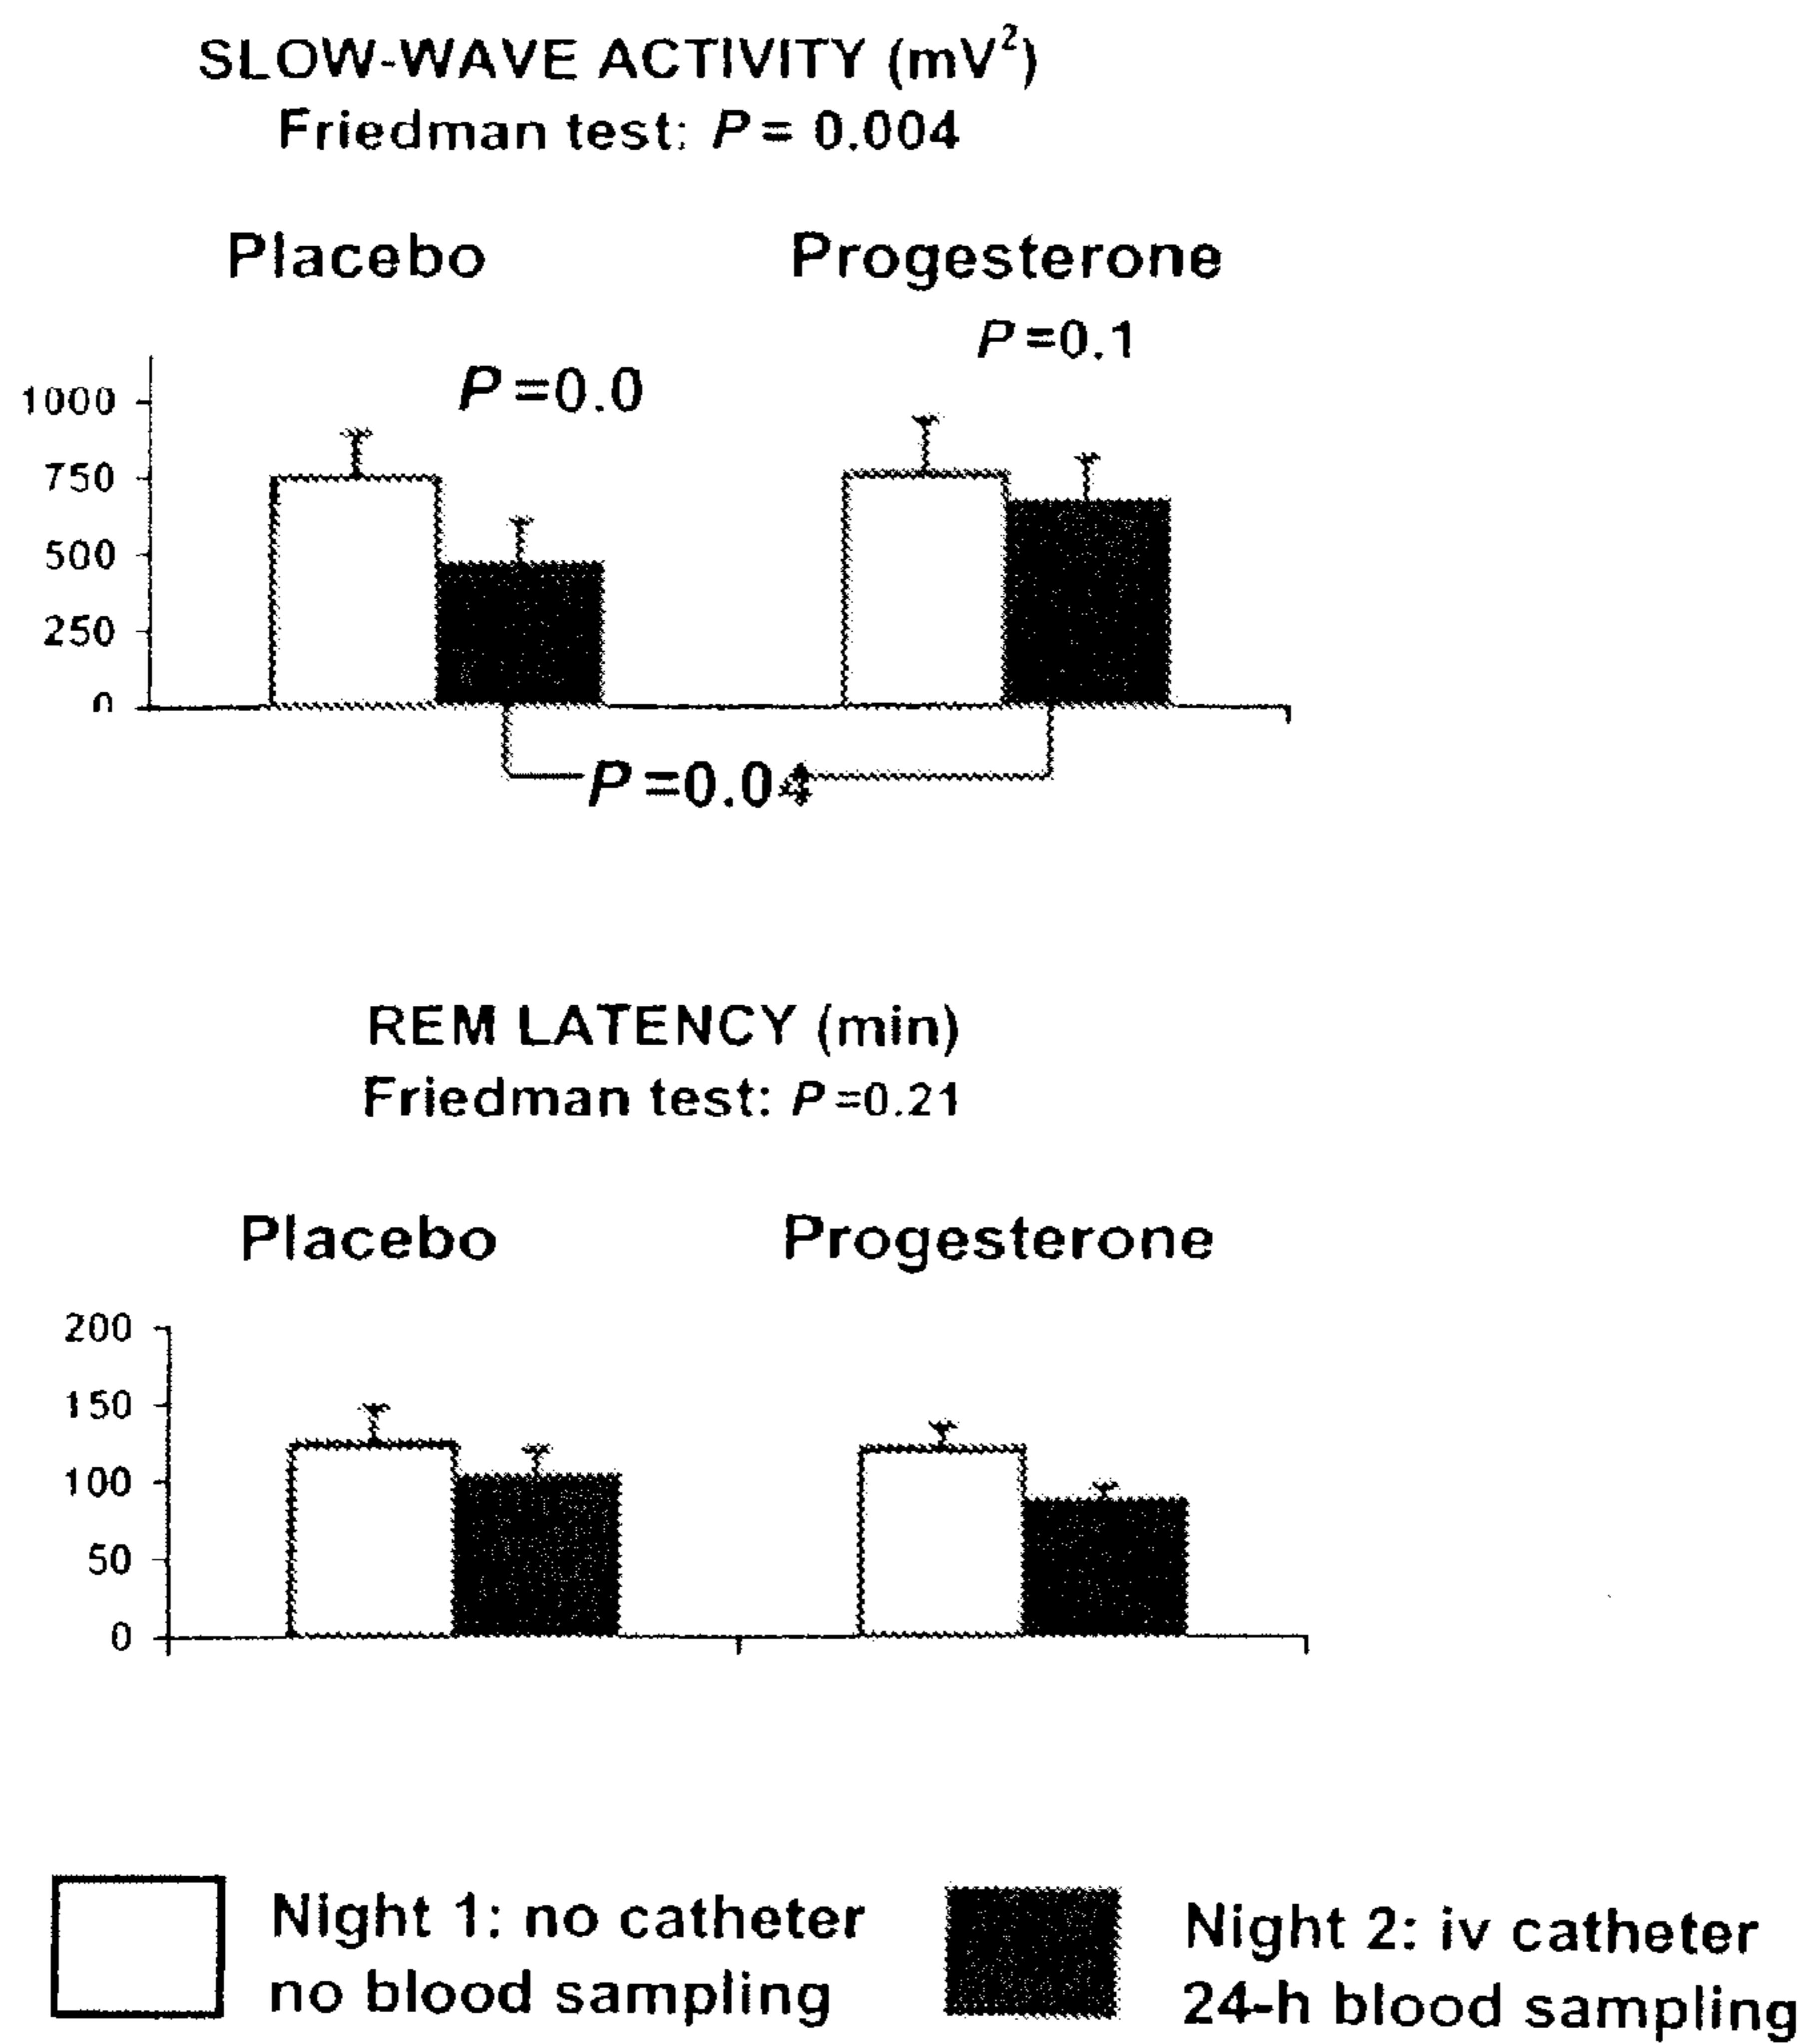 SLOW-WAVE ACTIVITY (mV²)
Friedman test: P = 0.004
Placebo Progesterone
P=0.1
P=0.0
1000
750
500
250
0
P=0.04
REM LATENCY (min)
Friedman test: P=0.21
Placebo Progesterone
200
150
100
50
0
Night 1: no catheter
no blood sampling
Night 2: iv catheter
24-h blood sampling